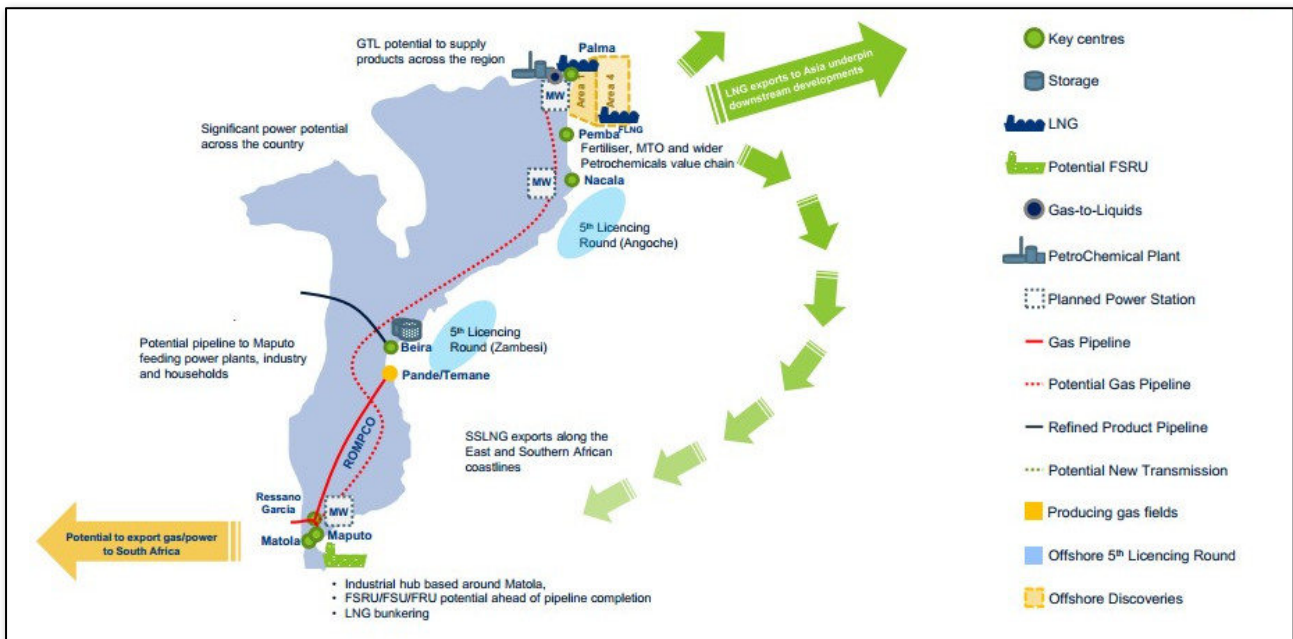 GTL potential to supply
products across the region
Palma
MW
Area 1
Area 4
FLNG
LNG exports to Asia underpin
downstream developments
Significant power potential
across the country
Pemba
Fertiliser, MTO and wider
Petrochemicals value chain
MW
Nacala
5th Licencing
Round (Angoche)
5th Licencing
Round (Zambesi)
Beira
Potential pipeline to Maputo
feeding power plants, industry
and households
Pande/Temane
ROMPCO
SSLNG exports along the
East and Southern African
coastlines
Ressano
Garcia
MW
Maputo
Matola
Potential to export gas/power
to South Africa
• Industrial hub based around Matola,
• FSRU/FSU/FRU potential ahead of pipeline completion
• LNG bunkering
Key centres
Storage
LNG
Potential FSRU
Gas-to-Liquids
PetroChemical Plant
Planned Power Station
Gas Pipeline
Potential Gas Pipeline
Refined Product Pipeline
Potential New Transmission
Producing gas fields
Offshore 5th Licencing Round
Offshore Discoveries